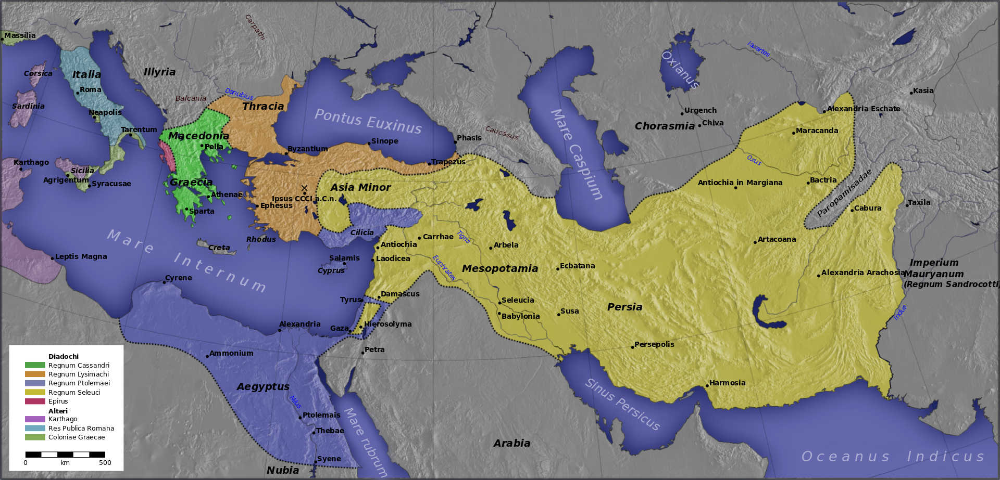 Massilia
Corsica
Sardinia
Italia
Roma
Neapolis
Tarentum
Karthago
Sicilia
Agrigentum
Syracusae
Leptis Magna
Illyria
Carpathi
Balcania
Danubius
Thracia
Macedonia
Pella
Graecia
Athenae
Sparta
Creta
Rhodus
Byzantium
Pontus Euxinus
Sinope
Phasis
Trapezus
Caucasus
Ipsus CCCI a.C.n.
Ephesus
Asia Minor
Cilicia
Salamis
Cyprus
Mare Internum
Cyrene
Antiochia
Laodicea
Carrhae
Tigris
Euphrates
Arbela
Mesopotamia
Ecbatana
Damascus
Tyrus
Hierosolyma
Gaza
Petra
Alexandria
Ammonium
Aegyptus
Nilus
Ptolemais
Thebae
Syene
Nubia
Mare rubrum
Arabia
Seleucia
Babylonia
Susa
Persia
Persepolis
Harmosia
Sinus Persicus
Oceanus Indicus
Mare Caspium
Oxianus
Iaxartes
Urgench
Chiva
Chorasmia
Kasia
Alexandria Eschate
Maracanda
Oxus
Antiochia in Margiana
Bactria
Paropamisadae
Cabura
Taxila
Artacoana
Alexandria Arachosia
Imperium
Mauryanum
(Regnum Sandrocotti)
Indus
Diadochi
Regnum Cassandri
Regnum Lysimachi
Regnum Ptolemaei
Regnum Seleuci
Epirus
Alteri
Karthago
Res Publica Romana
Coloniae Graecae
0 km 500